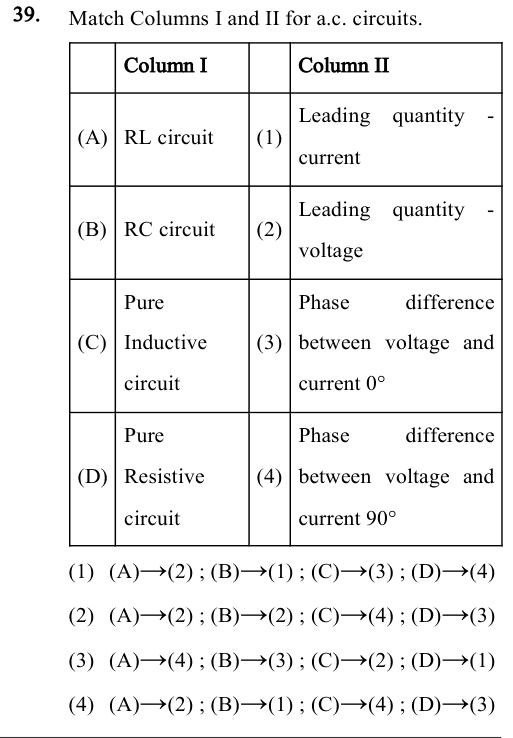 39. Match Columns I and II for a.c. circuits.
Column I Column II
(A) RL circuit (1) Leading quantity -
current
(B) RC circuit (2) Leading quantity -
voltage
Pure Phase difference
(C) Inductive (3) between voltage and
circuit current 0°
Pure Phase difference
(D) Resistive (4) between voltage and
circuit current 90°
(1) (A)→(2) ; (B)→(1) ; (C)→(3) ; (D)→(4)
(2) (A)→(2) ; (B)→(2) ; (C)→(4) ; (D)→(3)
(3) (A)→(4) ; (B)→(3) ; (C)→(2) ; (D)→(1)
(4) (A)→(2) ; (B)→(1) ; (C)→(4) ; (D)→(3)